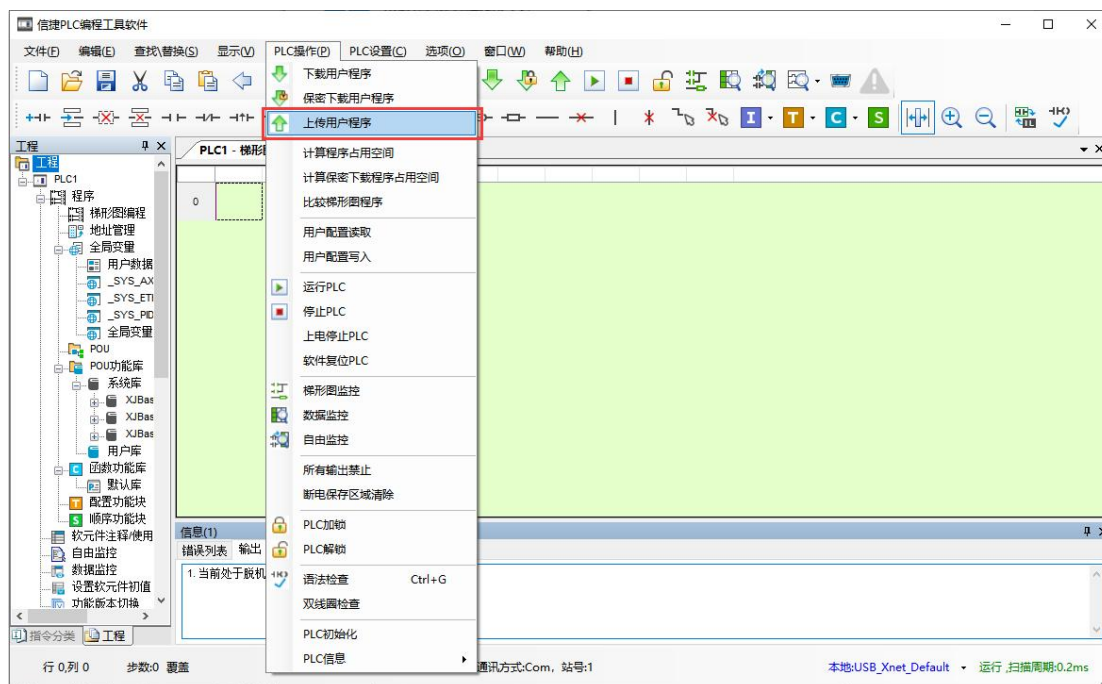 信捷PLC编程工具软件
文件(F) 编辑(E) 查找\替换(S) 显示(V) PLC操作(P) PLC设置(C) 选项(O) 窗口(W) 帮助(H)
下载用户程序
保密下载用户程序
上传用户程序
计算程序占用空间
计算保密下载程序占用空间
比较梯形图程序
用户配置读取
用户配置写入
运行PLC
停止PLC
上电停止PLC
软件复位PLC
梯形图监控
数据监控
自由监控
所有输出禁止
断电保存区域清除
PLC加锁
PLC解锁
语法检查 Ctrl+G
双线圈检查
PLC初始化
PLC信息
I T C S
工程
工程
PLC1
程序
梯形图编程
地址管理
全局变量
用户数据
_SYS_AX
_SYS_ETH
_SYS_PID
全局变量
POU
POU功能库
系统库
XJBas
XJBas
XJBas
用户库
函数功能库
默认库
配置功能块
顺序功能块
软元件注释/使用
自由监控
数据监控
设置软元件初值
功能版本切换
指令分类 工程
PLC1 - 梯形
0
信息(1)
错误列表 输出
1. 当前处于脱机
行 0,列 0 步数:0 覆盖
通讯方式:Com, 站号:1
本地:USB_Xnet_Default 运行 ,扫描周期:0.2ms